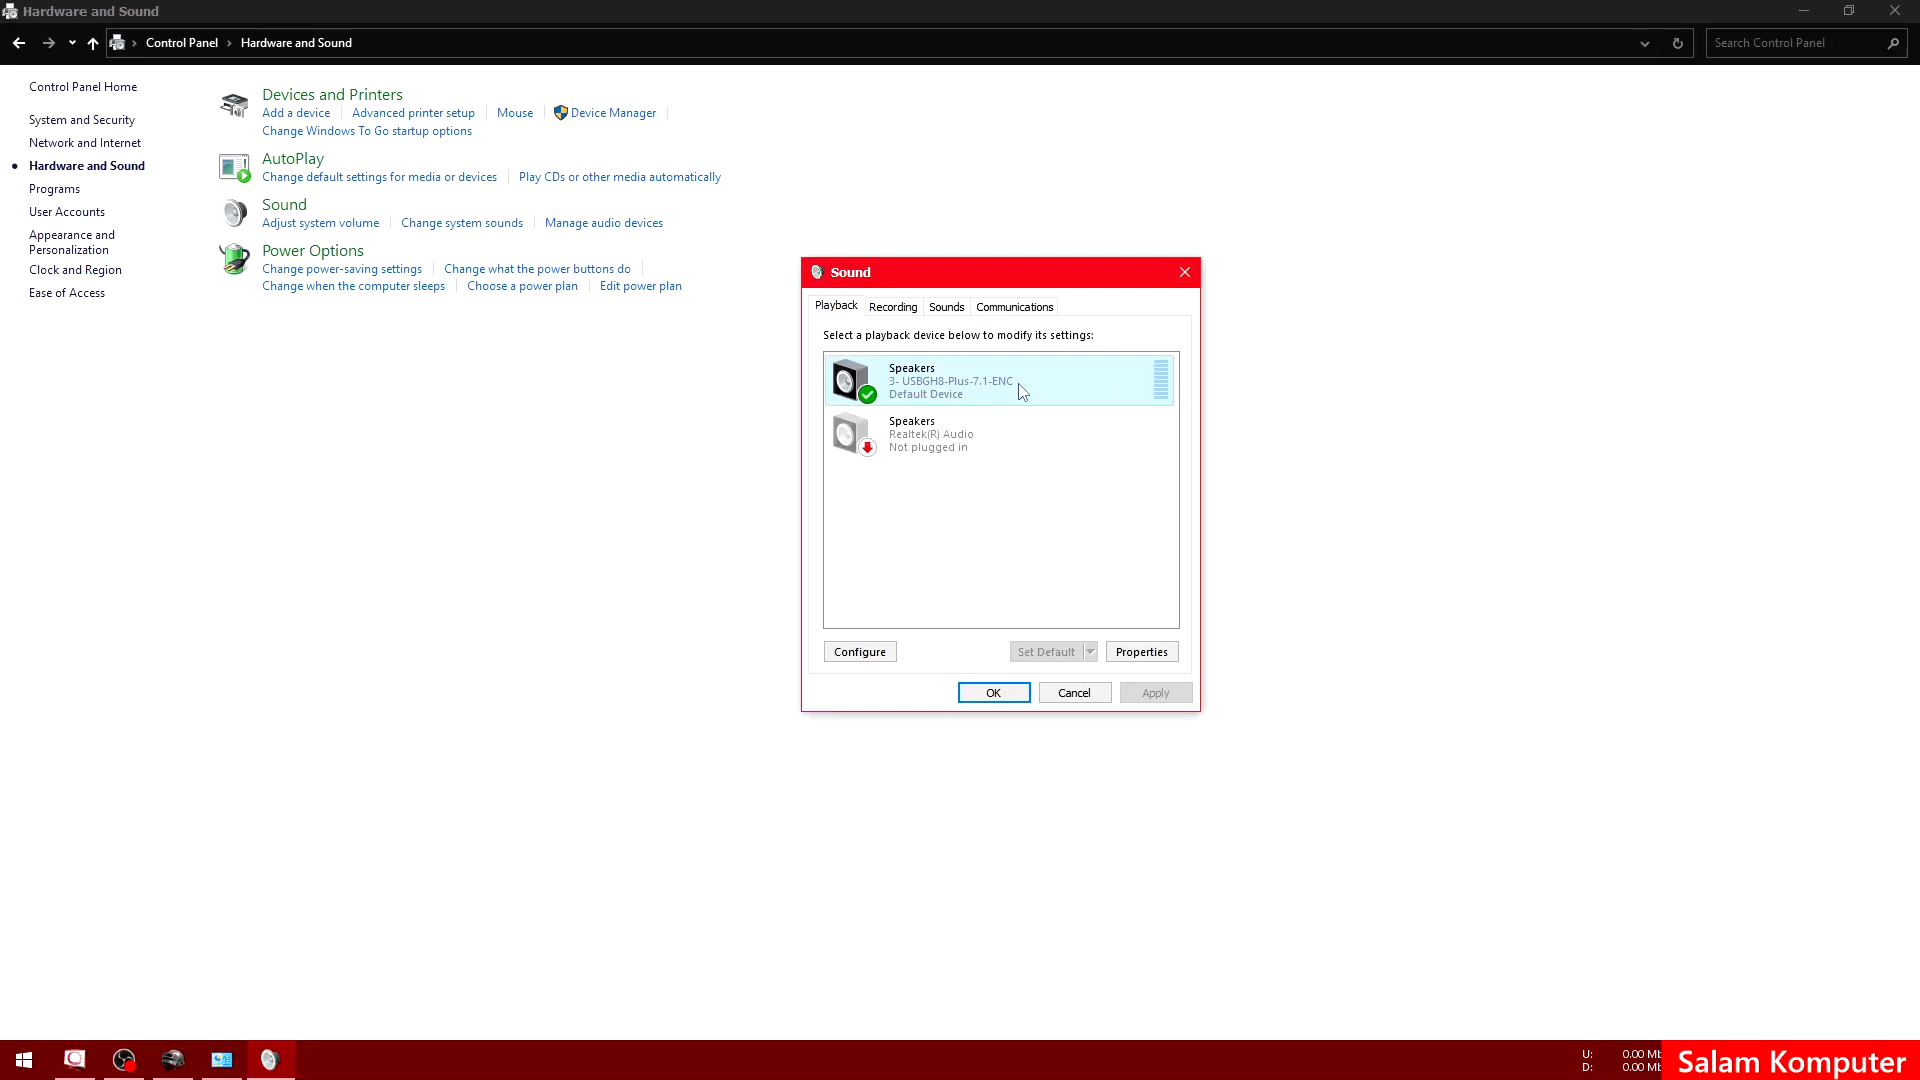 Hardware and Sound
Control Panel › Hardware and Sound
Search Control Panel
Control Panel Home
System and Security
Network and Internet
Hardware and Sound
Programs
User Accounts
Appearance and
Personalization
Clock and Region
Ease of Access
Devices and Printers
Add a device
Advanced printer setup
Mouse
Device Manager
Change Windows To Go startup options
AutoPlay
Change default settings for media or devices
Play CDs or other media automatically
Sound
Adjust system volume
Change system sounds
Manage audio devices
Power Options
Change power-saving settings
Change what the power buttons do
Change when the computer sleeps
Choose a power plan
Edit power plan
Sound
Playback
Recording
Sounds
Communications
Select a playback device below to modify its settings:
Speakers
3- USBGH8-Plus-7.1-ENC
Default Device
Speakers
Realtek(R) Audio
Not plugged in
Configure
Set Default
Properties
OK
Cancel
Apply
U: 0.00 Mb
D: 0.00 Mb
Salam Komputer